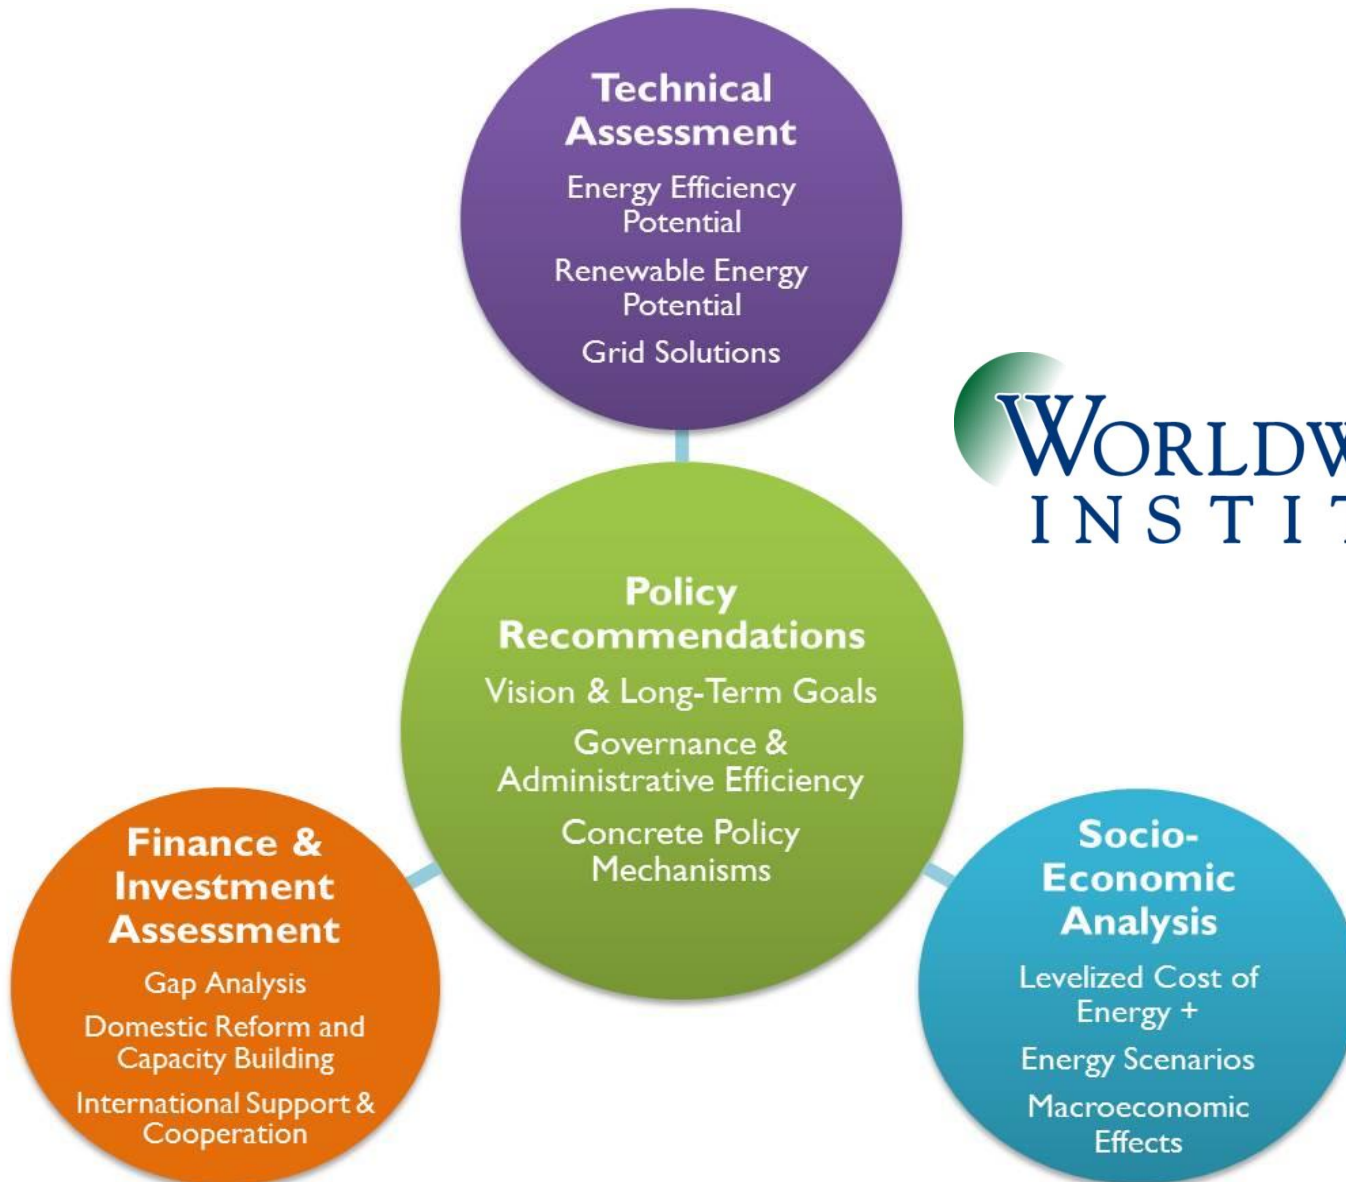 Technical
Assessment
Energy Efficiency
Potential
Renewable Energy
Potential
Grid Solutions
Policy
Recommendations
Vision & Long-Term Goals
Governance &
Administrative Efficiency
Concrete Policy
Mechanisms
Finance &
Investment
Assessment
Gap Analysis
Domestic Reform and
Capacity Building
International Support &
Cooperation
Socio-
Economic
Analysis
Levelized Cost of
Energy +
Energy Scenarios
Macroeconomic
Effects